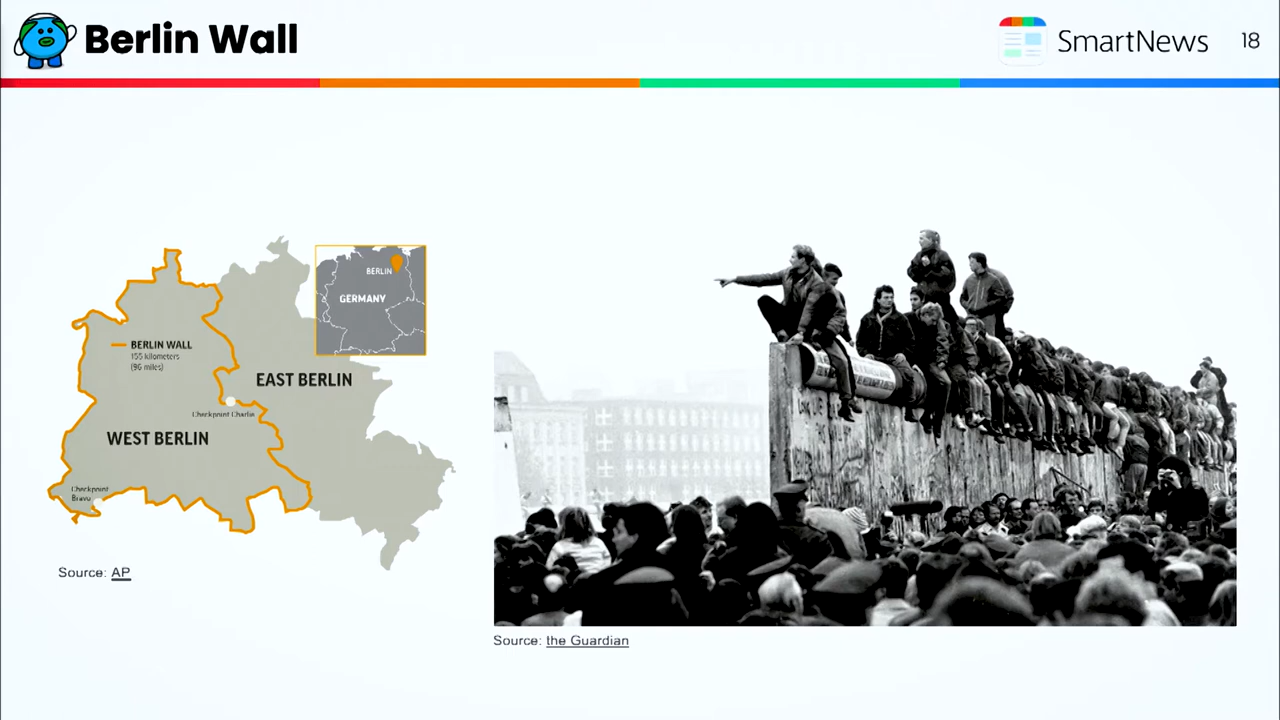 Berlin Wall
SmartNews
18
BERLIN
GERMANY
BERLIN WALL
155 kilometers
(96 miles)
EAST BERLIN
Checkpoint Charlie
WEST BERLIN
Checkpoint
Bravo
Source: AP
Source: the Guardian